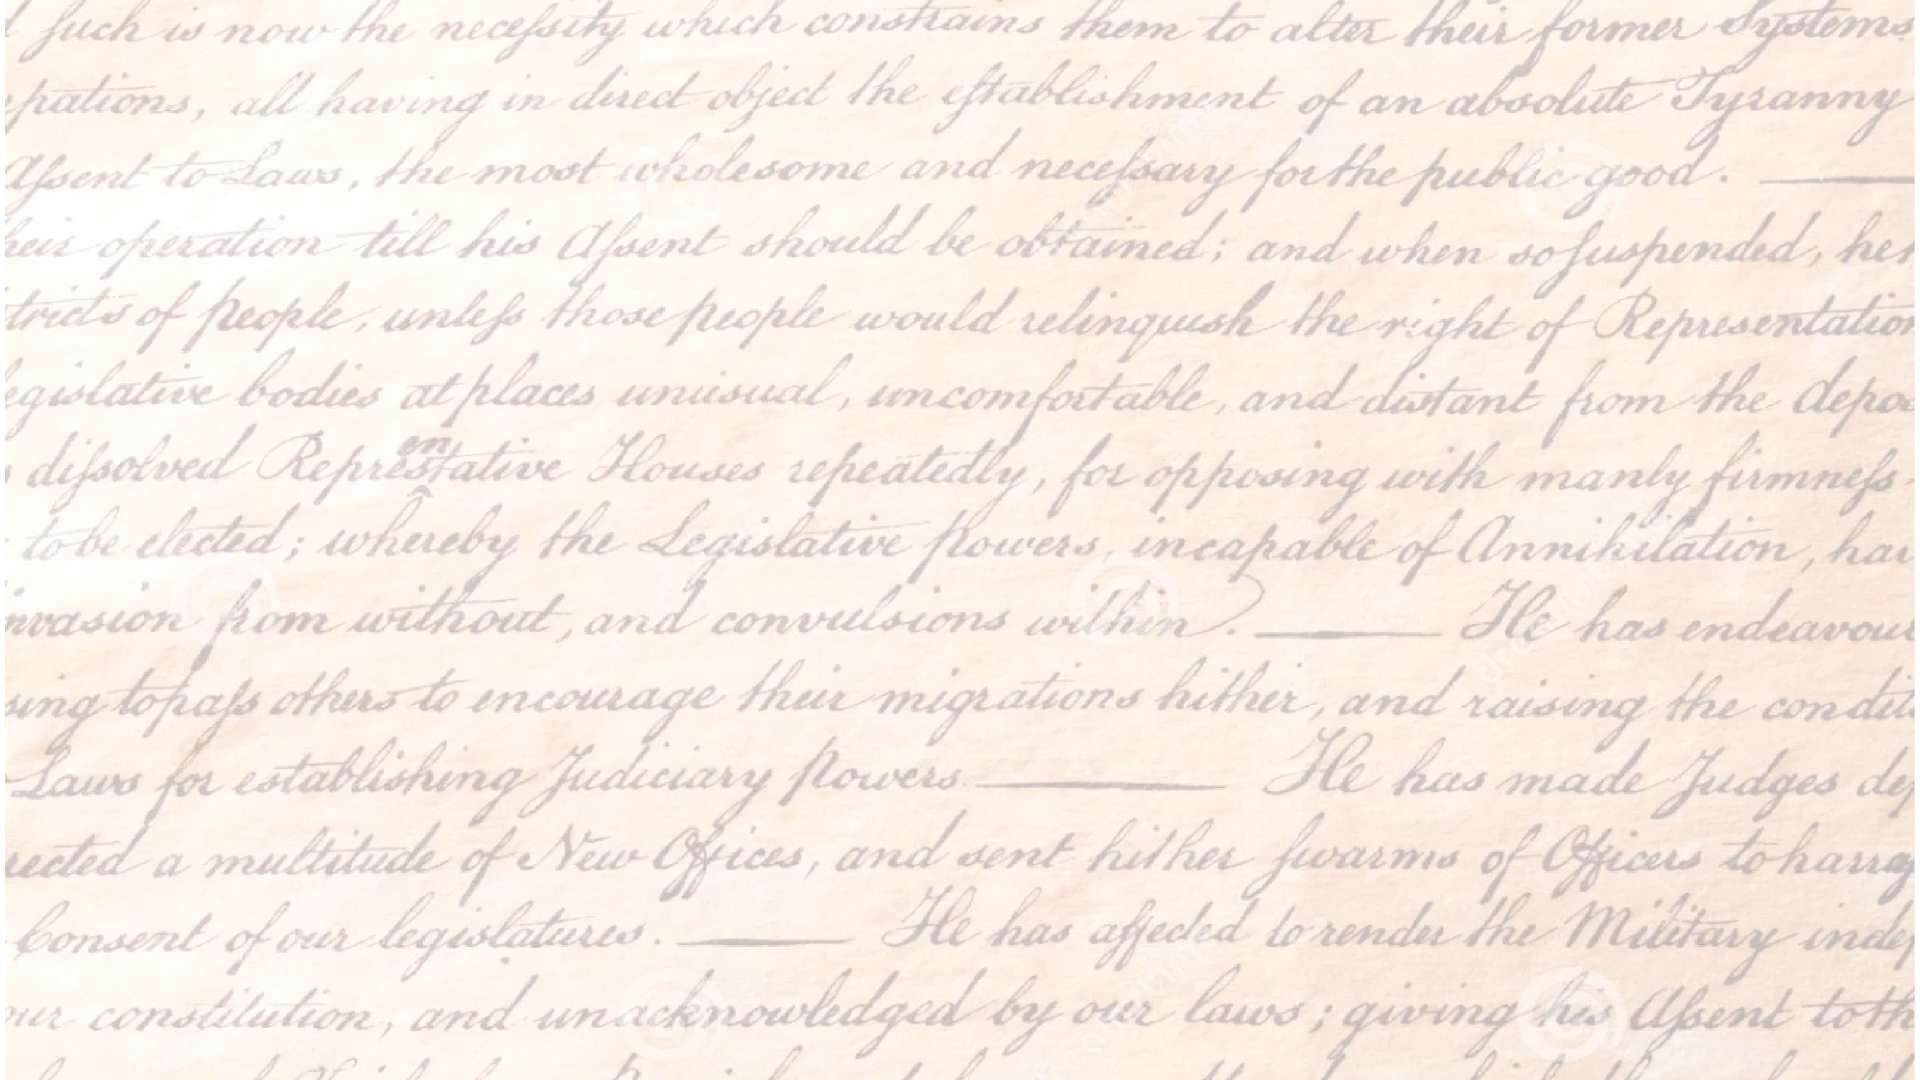 such is now the necessity which constrains them to alter their former Systems
pations, all having in direct object the establishment of an absolute Tyranny
Assent to Laws, the most wholesome and necessary for the public good.
heir operation till his Assent should be obtained; and when so suspended, he
tricts of people, unless those people would relinquish the right of Representation
egislative bodies at places unusual, uncomfortable, and distant from the depo
dissolved Represtative Houses repeatedly, for opposing with manly firmness
en
to be elected; whereby the Legislative powers, incapable of Annihilation, hav
nvasion from without, and convulsions within. He has endeavour
sing to pass others to encourage their migrations hither, and raising the condit
Laws for establishing Judiciary powers. He has made Judges dep
rected a multitude of New Offices, and sent hither swarms of Officers to harra
Consent of our legislatures. He has affected to render the Military indep
our constitution, and unacknowledged by our laws; giving his Assent to th